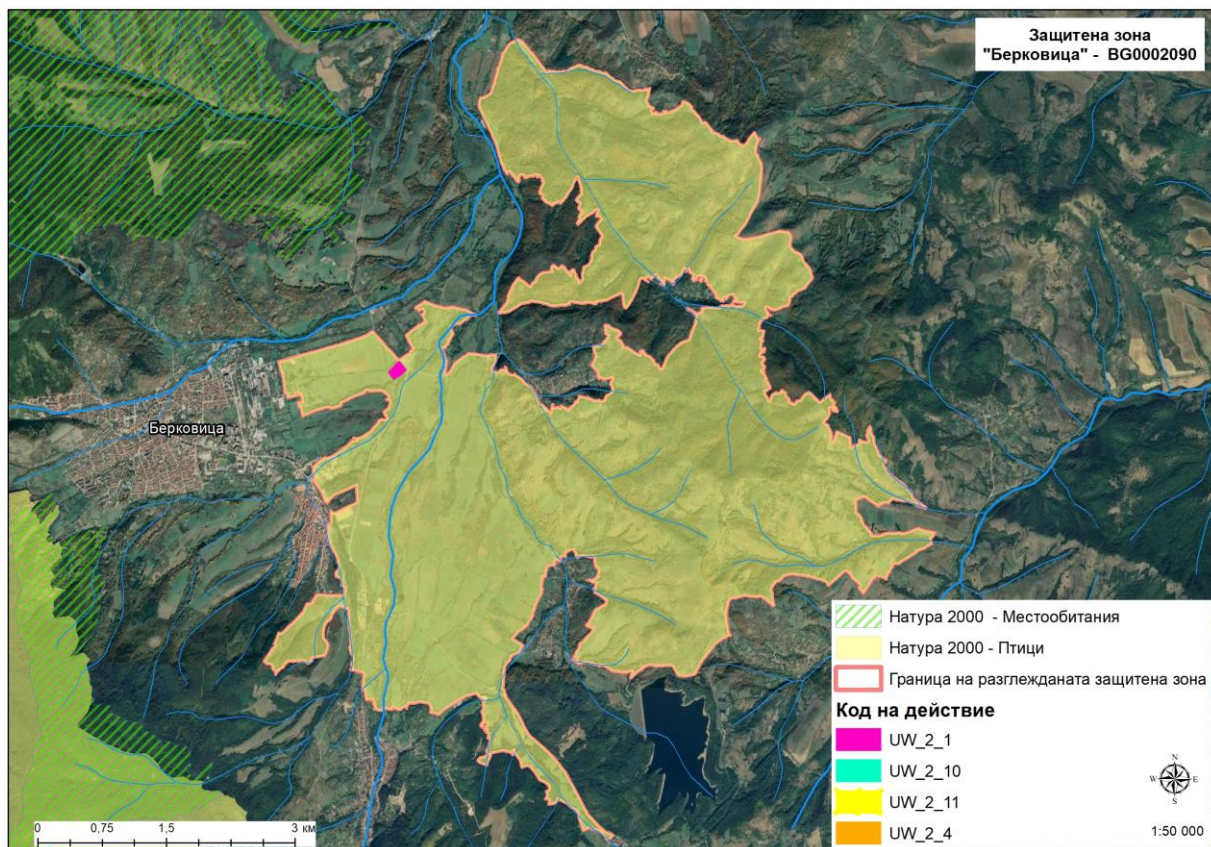 Защитена зона
"Берковица" - BG0002090
Берковица
Натура 2000 - Местообитания
Натура 2000 - Птици
Граница на разглежданата защитена зона
Код на действие
UW_2_1
UW_2_10
UW_2_11
UW_2_4
N
W E
S
1:50 000
0 0,75 1,5 3 км